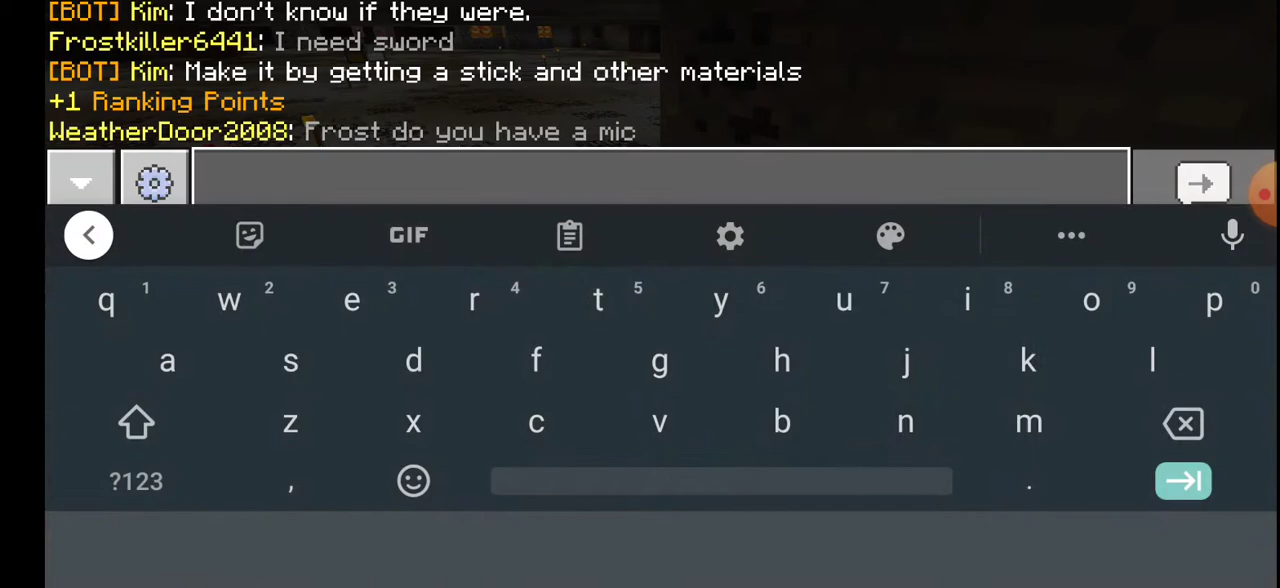 [BOT] Kim: I don't know if they were.
Frostkiller6441: I need sword
[BOT] Kim: Make it by getting a stick and other materials
+1 Ranking Points
WeatherDoor2008: Frost do you have a mic
GIF
q 1 w 2 e 3 r 4 t 5 y 6 u 7 i 8 o 9 p 0
a s d f g h j k l
z x c v b n m
?123 , .